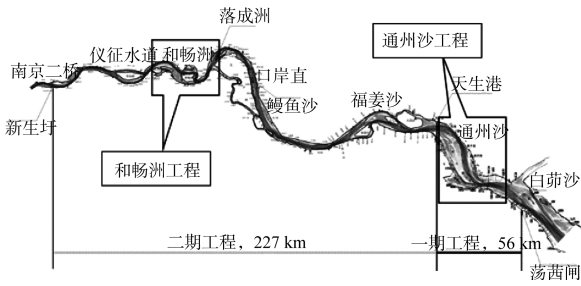 落成洲
通州沙工程
仪征水道
和畅洲
南京二桥
口岸直
天生港
鳗鱼沙
福姜沙
新生圩
通州沙
和畅洲工程
白茆沙
二期工程，227 km
一期工程，56 km
荡茜闸